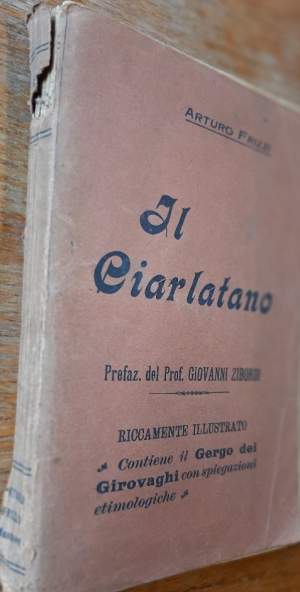 ARTURO FRIZZI
Il
Ciarlatano
Prefaz. del Prof. GIOVANNI ZIBORDI
RICCAMENTE ILLUSTRATO
Contiene il Gergo dei
Girovaghi con spiegazioni
etimologiche